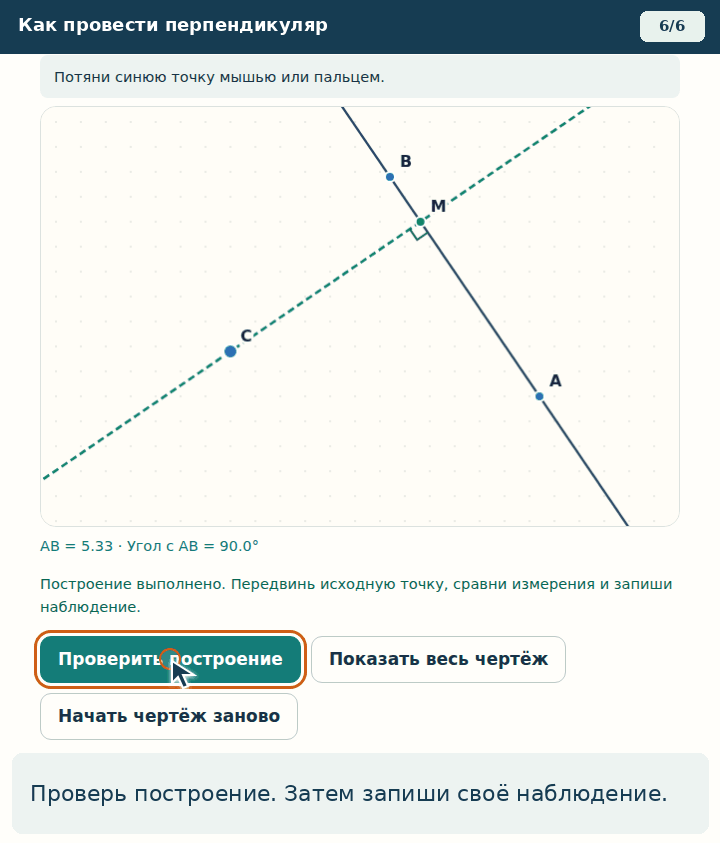 Как провести перпендикуляр
6/6
Потяни синюю точку мышью или пальцем.
B
M
C
A
AB = 5.33 · Угол с AB = 90.0°
Построение выполнено. Передвинь исходную точку, сравни измерения и запиши
наблюдение.
Проверить построение
Показать весь чертёж
Начать чертёж заново
Проверь построение. Затем запиши своё наблюдение.